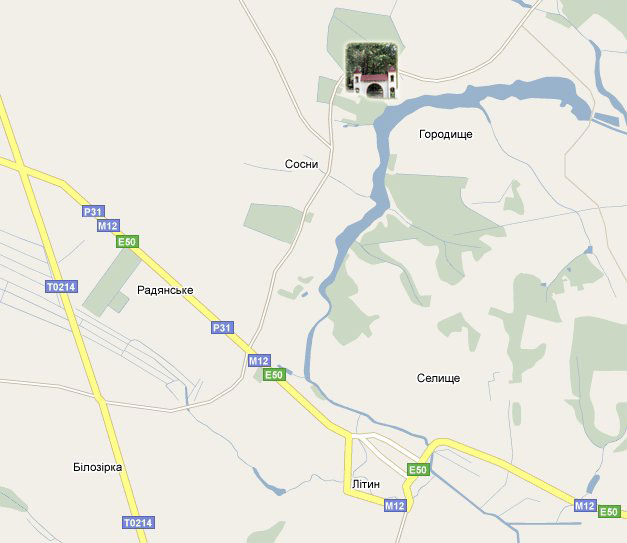 Городище
Сосни
P31
M12
E50
T0214
Радянське
P31
M12
E50
Селище
Білозірка
E50
Літин
M12
M12
E50
T0214